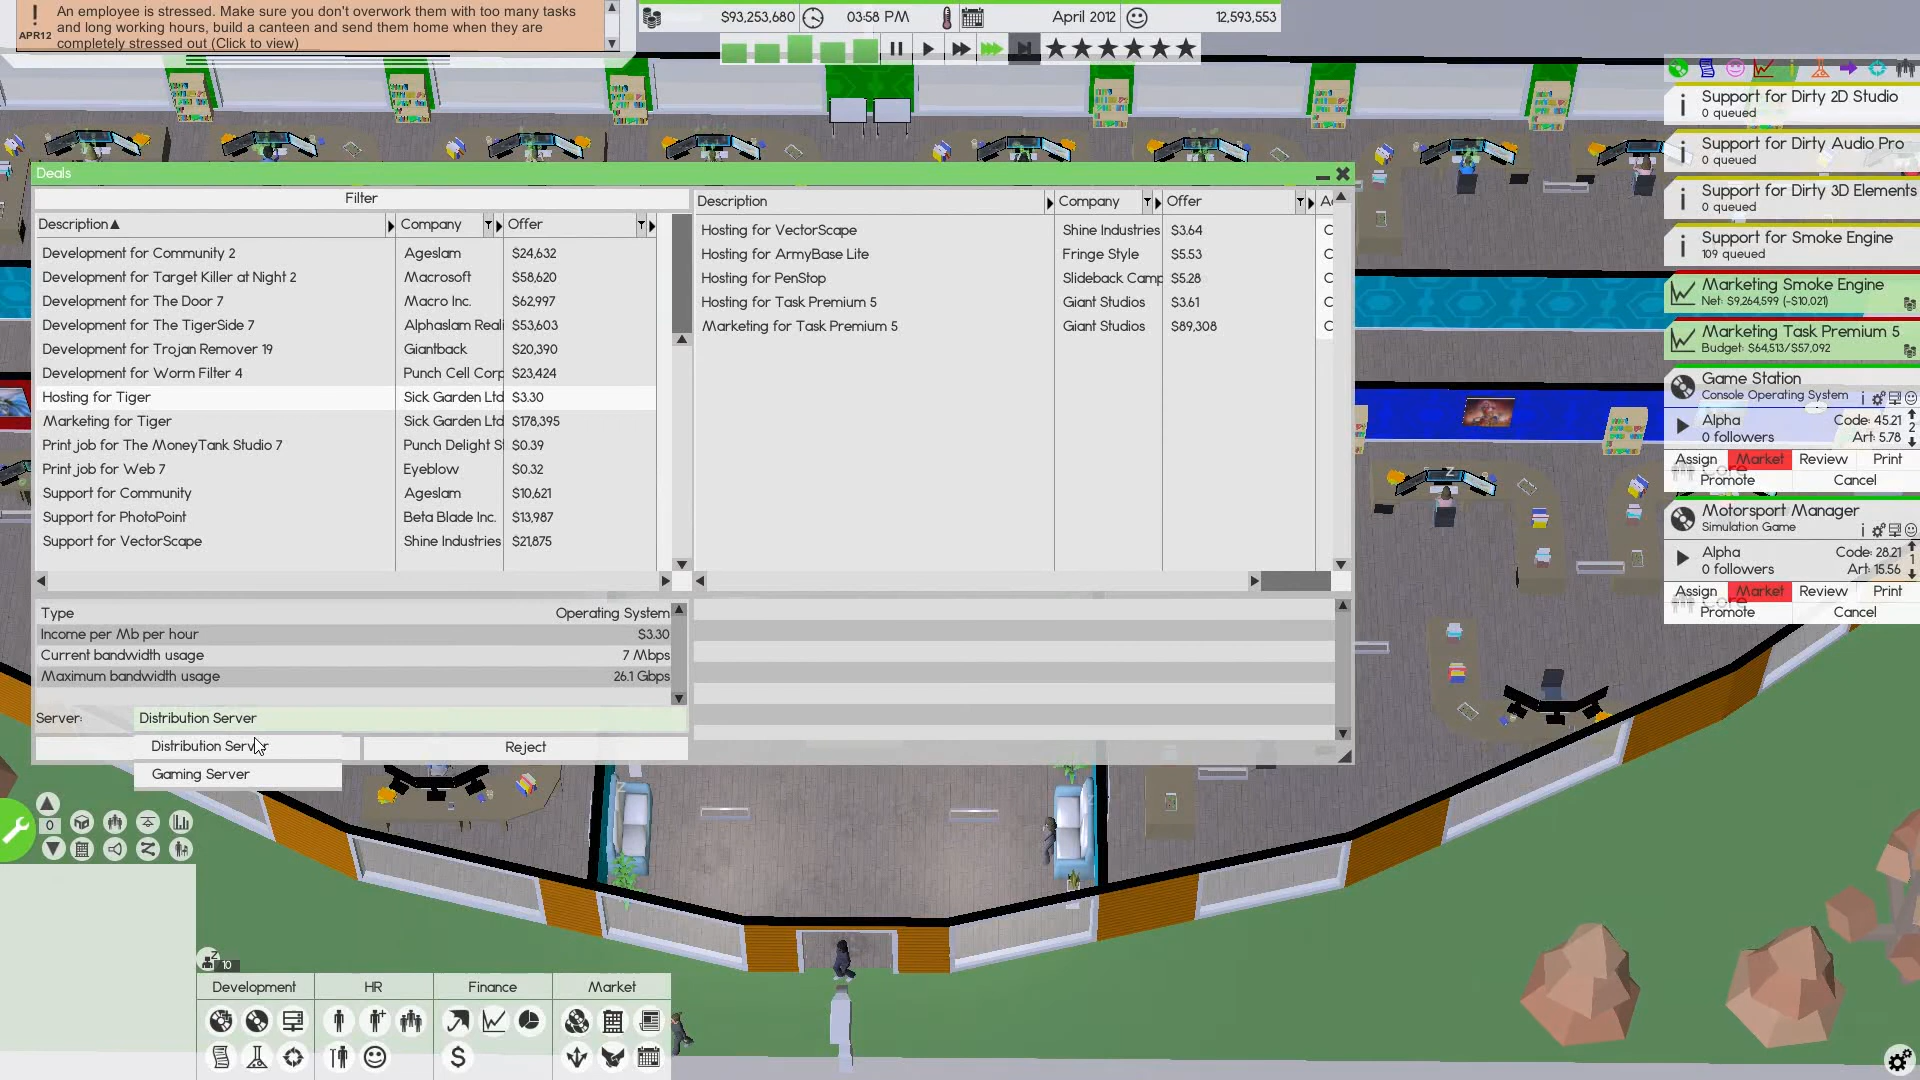 An employee is stressed. Make sure you don't overwork them with too many tasks
and long working hours, build a canteen and send them home when they are
completely stressed out (Click to view)
APR12
$93,253,680
03:58 PM
April 2012
12,593,553
Support for Dirty 2D Studio
0 queued
Support for Dirty Audio Pro
0 queued
Support for Dirty 3D Elements
0 queued
Support for Smoke Engine
109 queued
Marketing Smoke Engine
Net: $9,264,599 (-$10,021)
Marketing Task Premium 5
Budget: $64,513/$57,092
Game Station
Console Operating System
Alpha
Code: 45.21
2
0 followers
Art: 5.78
Assign Market Review Print
Promote Cancel
Motorsport Manager
Simulation Game
Alpha
Code: 28.21
1
0 followers
Art: 15.56
Assign Market Review Print
Promote Cancel
Deals
Filter
Description Company Offer
Development for Community 2 Ageslam $24,632
Development for Target Killer at Night 2 Macrosoft $58,620
Development for The Door 7 Macro Inc. $62,997
Development for The TigerSide 7 Alphaslam Reali $53,603
Development for Trojan Remover 19 Giantback $20,390
Development for Worm Filter 4 Punch Cell Corp $23,424
Hosting for Tiger Sick Garden Ltd $3.30
Marketing for Tiger Sick Garden Ltd $178,395
Print job for The MoneyTank Studio 7 Punch Delight S $0.39
Print job for Web 7 Eyeblow $0.32
Support for Community Ageslam $10,621
Support for PhotoPoint Beta Blade Inc. $13,987
Support for VectorScape Shine Industries $21,875
Description Company Offer
Hosting for VectorScape Shine Industries $3.64
Hosting for ArmyBase Lite Fringe Style $5.53
Hosting for PenStop Slideback Camp $5.28
Hosting for Task Premium 5 Giant Studios $3.61
Marketing for Task Premium 5 Giant Studios $89,308
Type Operating System
Income per Mb per hour $3.30
Current bandwidth usage 7 Mbps
Maximum bandwidth usage 26.1 Gbps
Server: Distribution Server
Distribution Server
Reject
Gaming Server
0
10
Development HR Finance Market